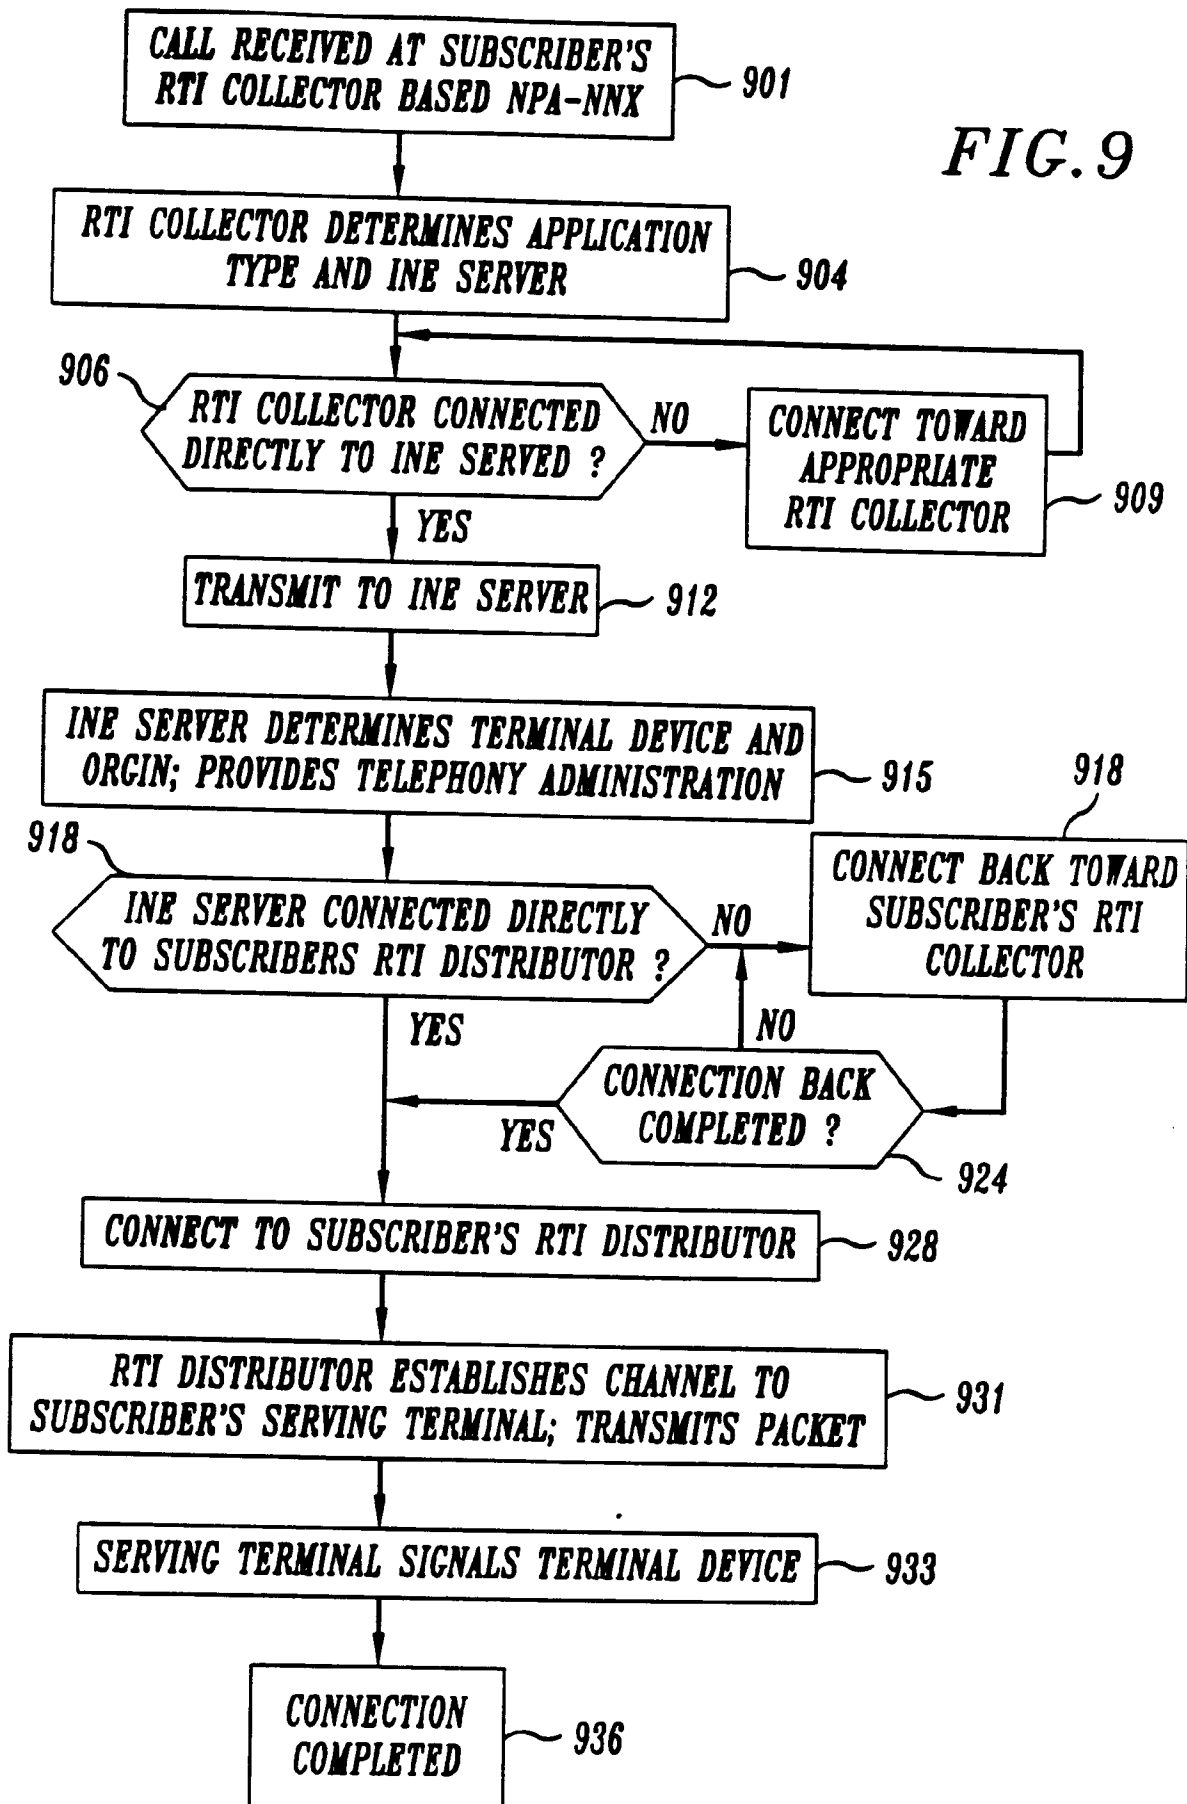 CALL RECEIVED AT SUBSCRIBER'S
RTI COLLECTOR BASED NPA-NNX
901
FIG. 9
RTI COLLECTOR DETERMINES APPLICATION
TYPE AND INE SERVER
904
906
RTI COLLECTOR CONNECTED
DIRECTLY TO INE SERVED ?
NO
CONNECT TOWARD
APPROPRIATE
RTI COLLECTOR
909
YES
TRANSMIT TO INE SERVER
912
INE SERVER DETERMINES TERMINAL DEVICE AND
ORGIN; PROVIDES TELEPHONY ADMINISTRATION
915
918
918
INE SERVER CONNECTED DIRECTLY
TO SUBSCRIBERS RTI DISTRIBUTOR ?
NO
CONNECT BACK TOWARD
SUBSCRIBER'S RTI
COLLECTOR
YES
NO
CONNECTION BACK
COMPLETED ?
YES
924
CONNECT TO SUBSCRIBER'S RTI DISTRIBUTOR
928
RTI DISTRIBUTOR ESTABLISHES CHANNEL TO
SUBSCRIBER'S SERVING TERMINAL; TRANSMITS PACKET
931
SERVING TERMINAL SIGNALS TERMINAL DEVICE
933
CONNECTION
COMPLETED
936